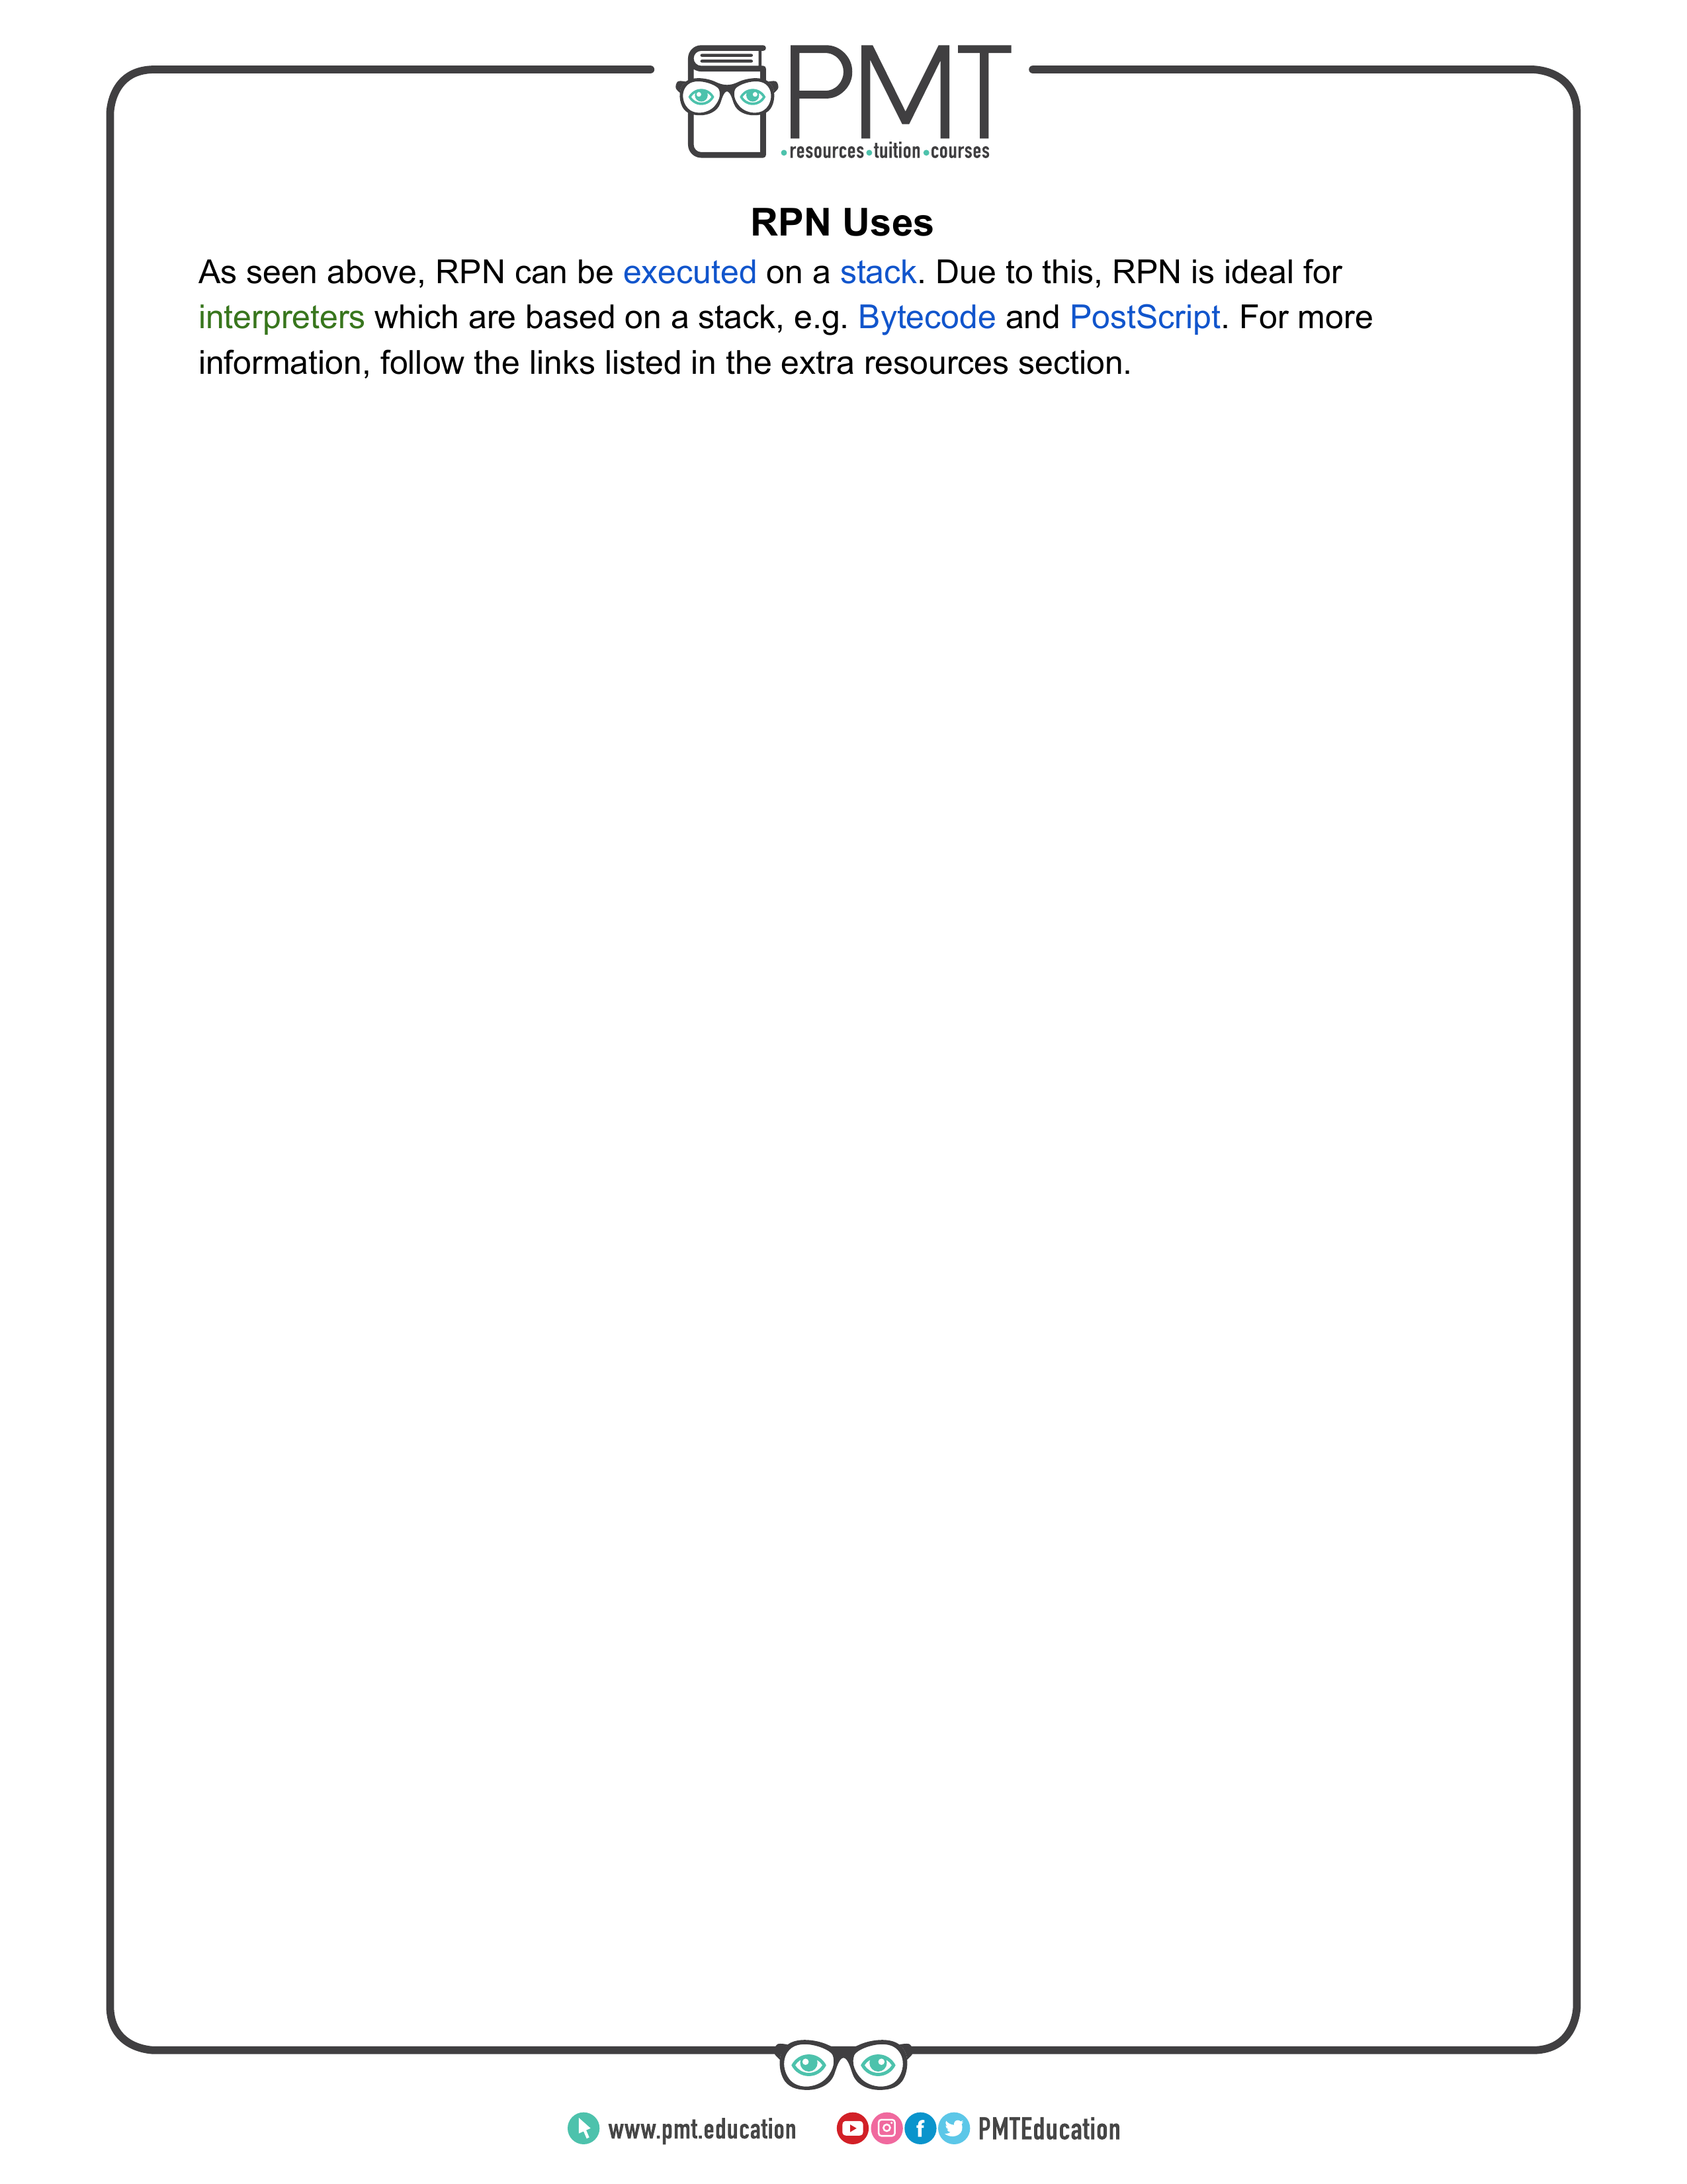 PMT
resources tuition courses
RPN Uses
As seen above, RPN can be executed on a stack. Due to this, RPN is ideal for
interpreters which are based on a stack, e.g. Bytecode and PostScript. For more
information, follow the links listed in the extra resources section.
www.pmt.education PMTEducation